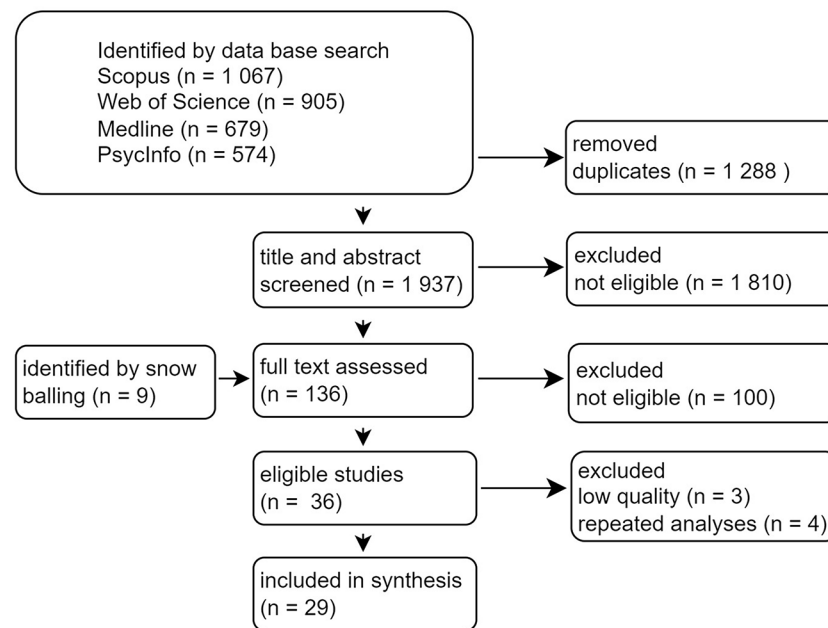 Identified by data base search
Scopus (n = 1 067)
Web of Science (n = 905)
Medline (n = 679)
PsycInfo (n = 574)
removed
duplicates (n = 1 288 )
title and abstract
screened (n = 1 937)
excluded
not eligible (n = 1 810)
identified by snow
balling (n = 9)
full text assessed
(n = 136)
excluded
not eligible (n = 100)
eligible studies
(n = 36)
excluded
low quality (n = 3)
repeated analyses (n = 4)
included in synthesis
(n = 29)